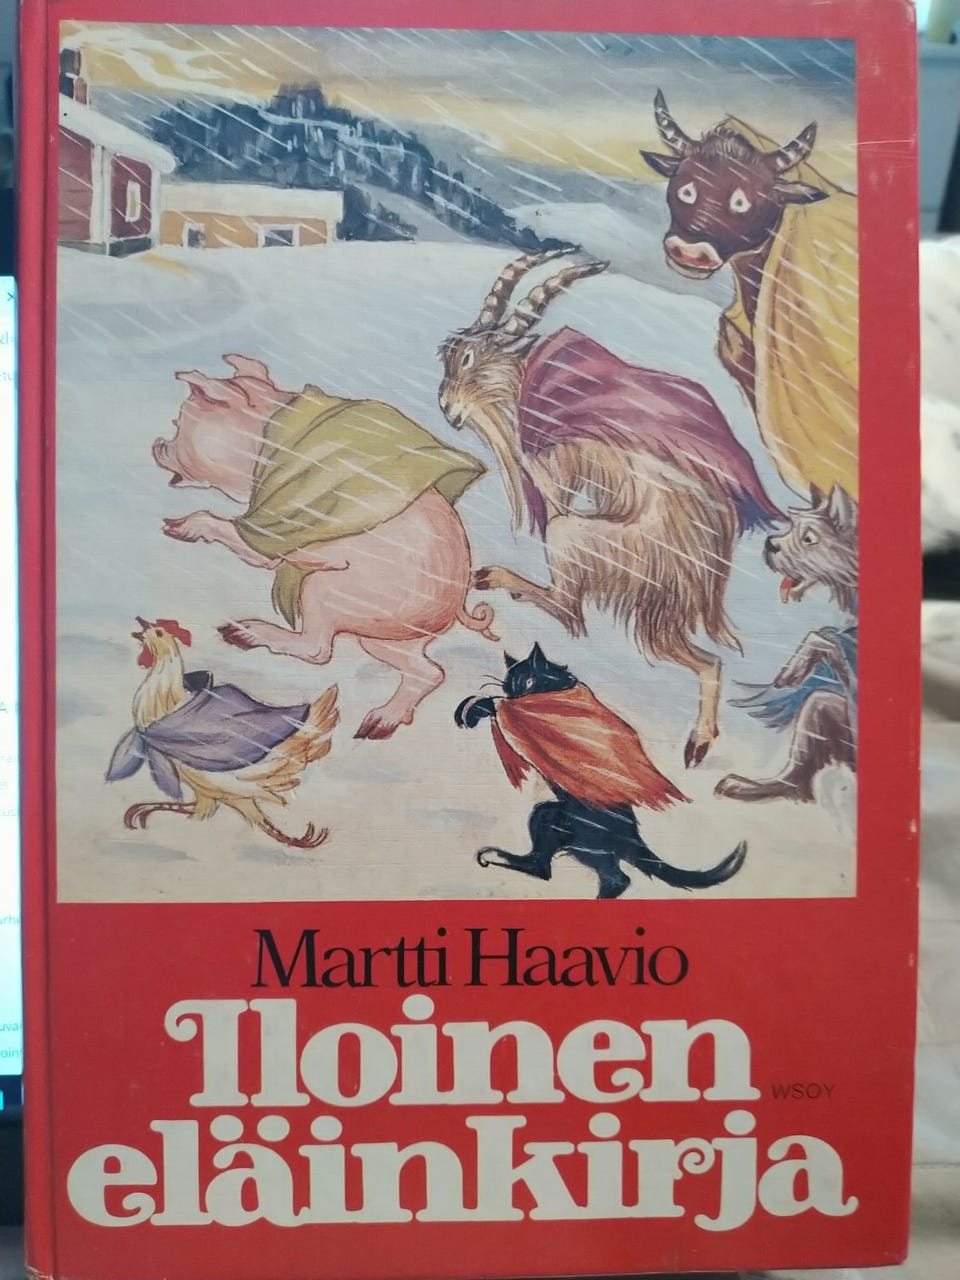 Martti Haavio
Iloinen
WSOY
eläinkirja